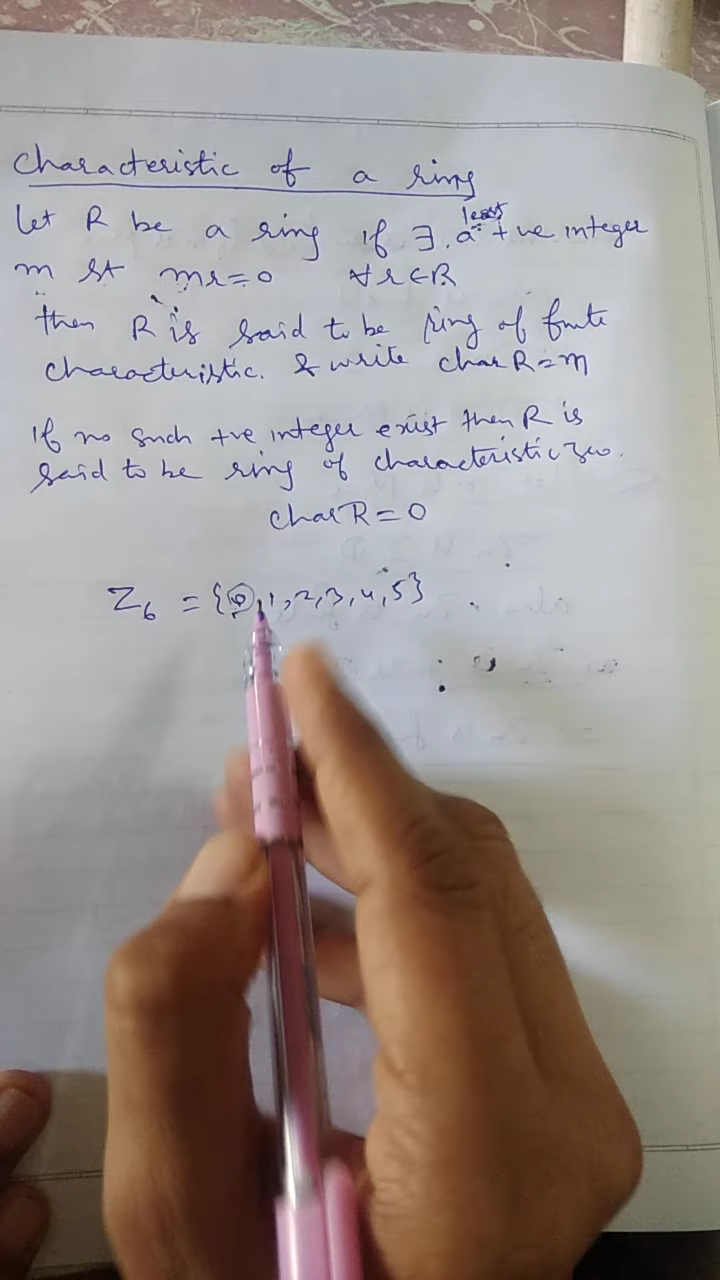 Characteristic of a ring
let R be a ring if ∃ a least +ve integer
m st mr=0 ∀ r∈R
then R is said to be ring of finite
characteristic. & write char R=m
If no such +ve integer exist then R is
said to be ring of characteristic zero.
char R = 0
Z₆ = {0,1,2,3,4,5}